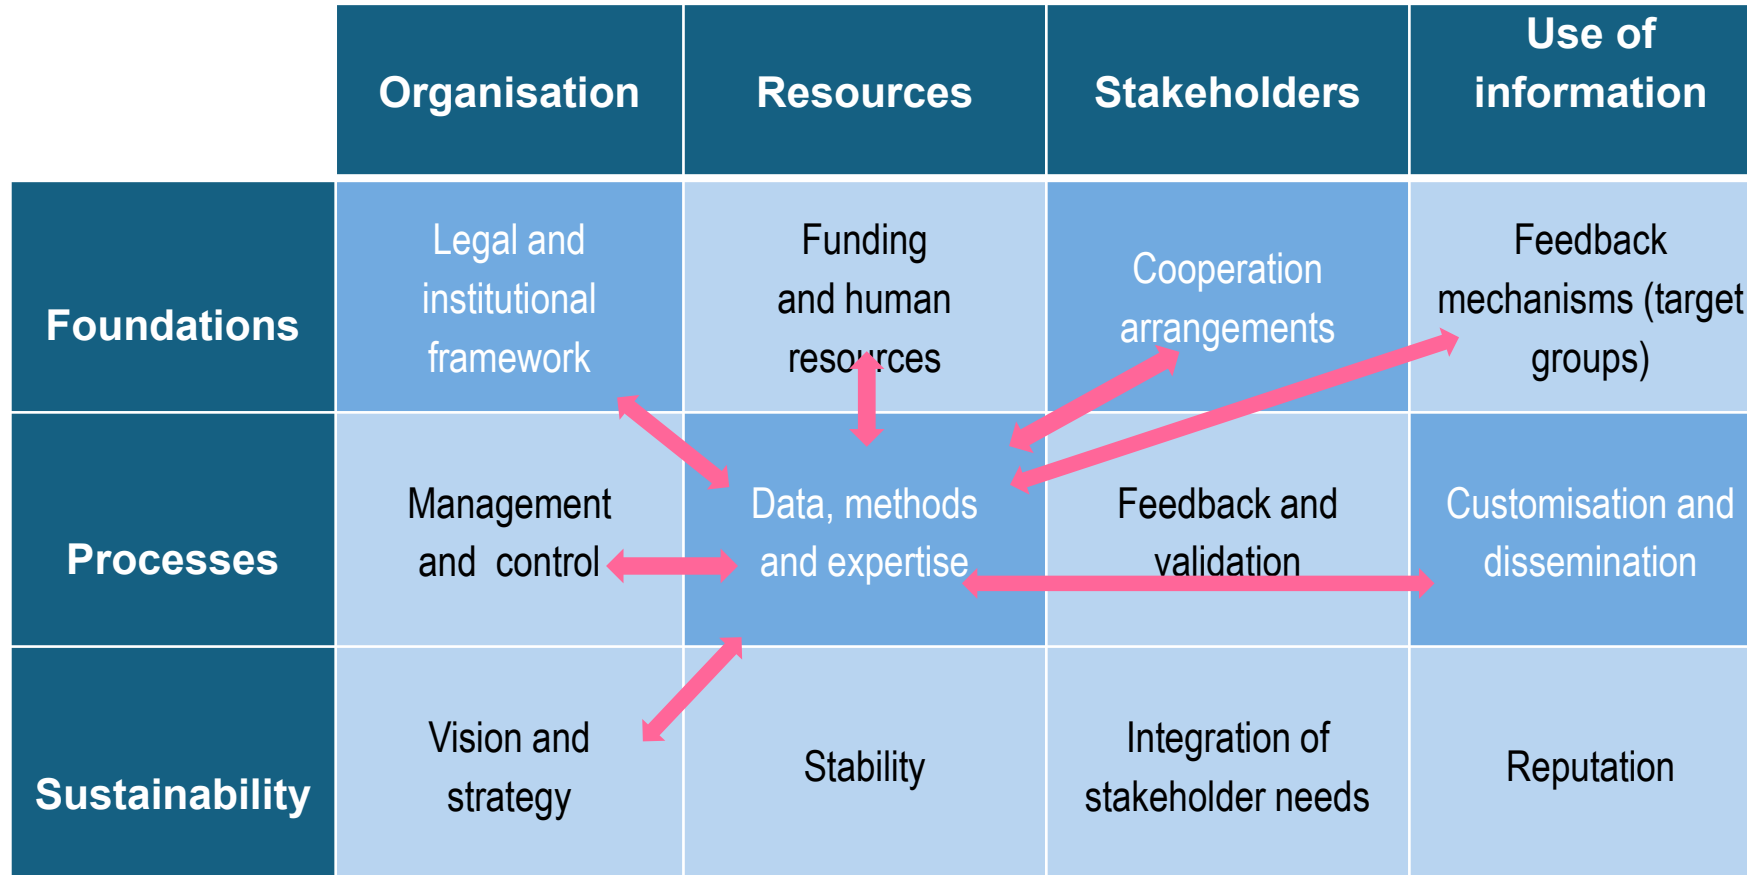 Organisation
Resources
Stakeholders
Use of
information
Foundations
Legal and
institutional
framework
Funding
and human
resources
Cooperation
arrangements
Feedback
mechanisms (target
groups)
Processes
Management
and control
Data, methods
and expertise
Feedback and
validation
Customisation and
dissemination
Sustainability
Vision and
strategy
Stability
Integration of
stakeholder needs
Reputation